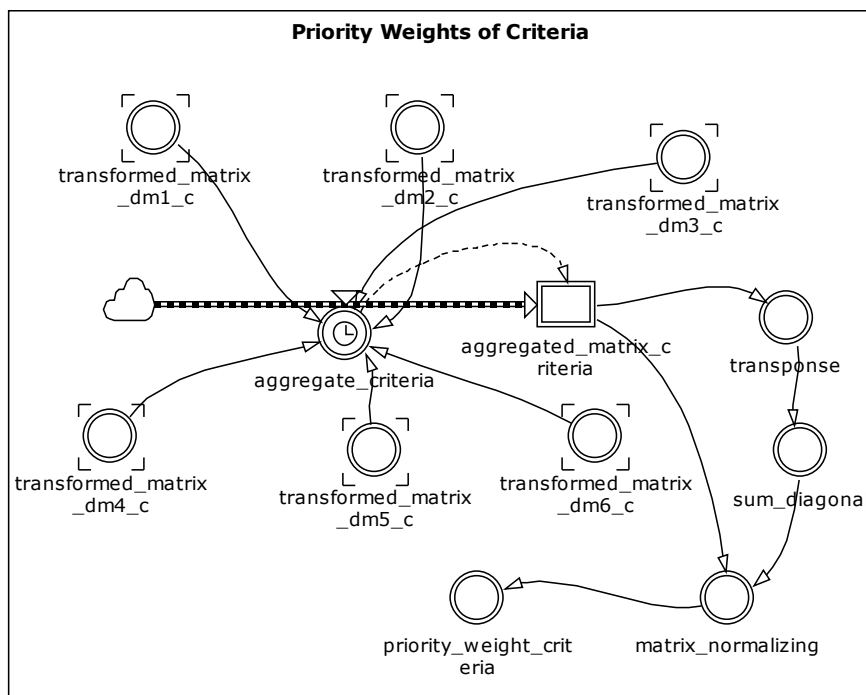 Priority Weights of Criteria
transformed_matrix
_dm1_c
transformed_matrix
_dm2_c
transformed_matrix
_dm3_c
aggregate_criteria
aggregated_matrix_c
riteria
transponse
transformed_matrix
_dm4_c
transformed_matrix
_dm5_c
transformed_matrix
_dm6_c
sum_diagona
priority_weight_crit
eria
matrix_normalizing